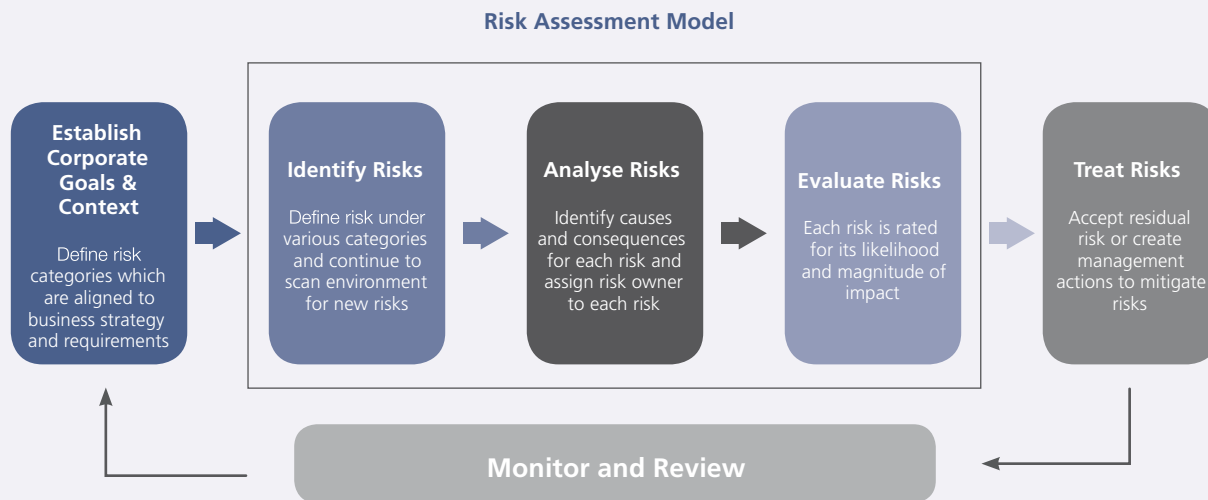 Risk Assessment Model
Establish
Corporate
Goals &
Context
Define risk
categories which
are aligned to
business strategy
and requirements
Identify Risks
Define risk under
various categories
and continue to
scan environment
for new risks
Analyse Risks
Identify causes
and consequences
for each risk and
assign risk owner
to each risk
Evaluate Risks
Each risk is rated
for its likelihood
and magnitude of
impact
Treat Risks
Accept residual
risk or create
management
actions to mitigate
risks
Monitor and Review